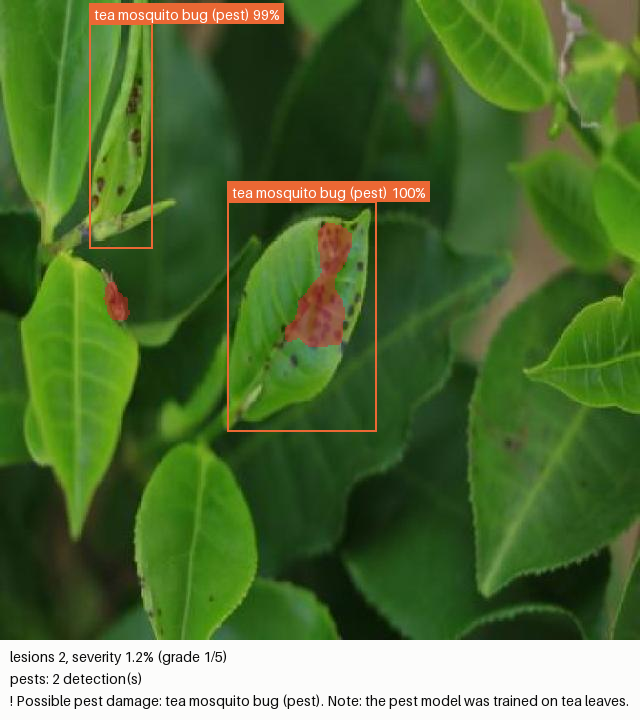 tea mosquito bug (pest) 99%
tea mosquito bug (pest) 100%
lesions 2, severity 1.2% (grade 1/5)
pests: 2 detection(s)
! Possible pest damage: tea mosquito bug (pest). Note: the pest model was trained on tea leaves.